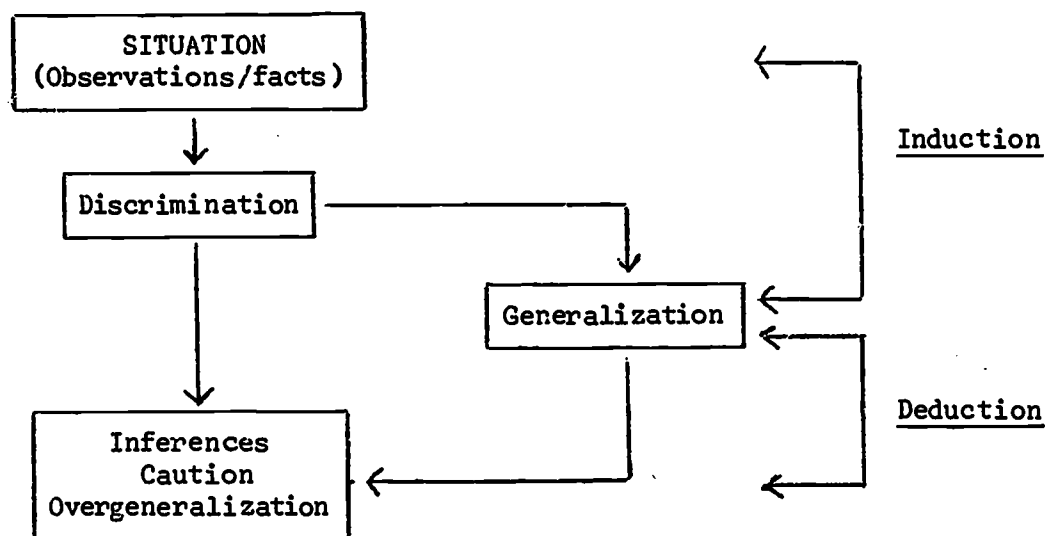 SITUATION
(Observations/facts)
Induction
Discrimination
Generalization
Deduction
Inferences
Caution
Overgeneralization